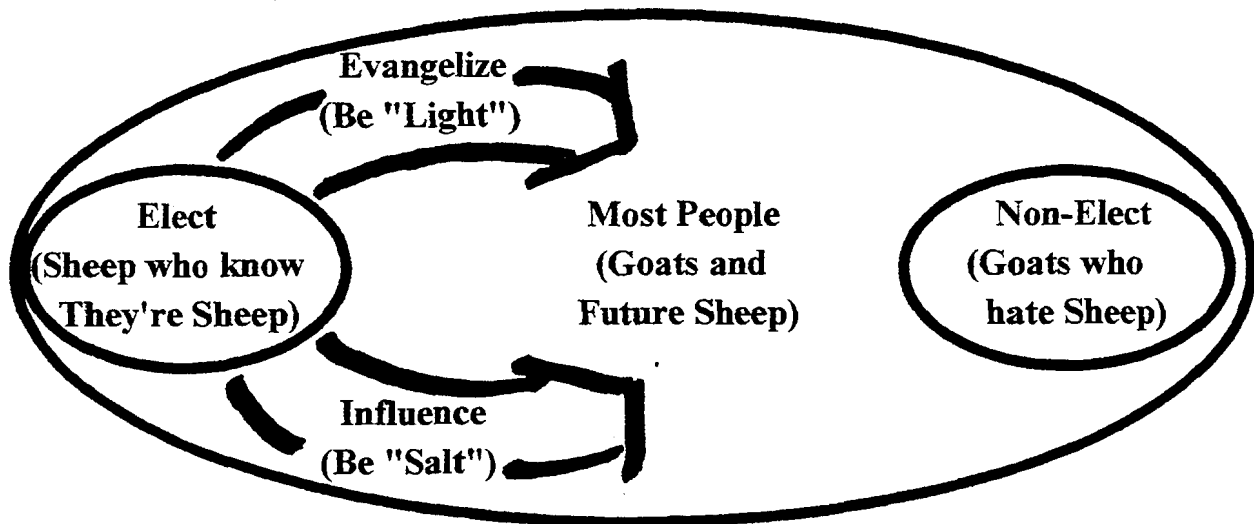 Evangelize
(Be "Light")
Elect
(Sheep who know
They're Sheep)
Most People
(Goats and
Future Sheep)
Non-Elect
(Goats who
hate Sheep)
Influence
(Be "Salt")